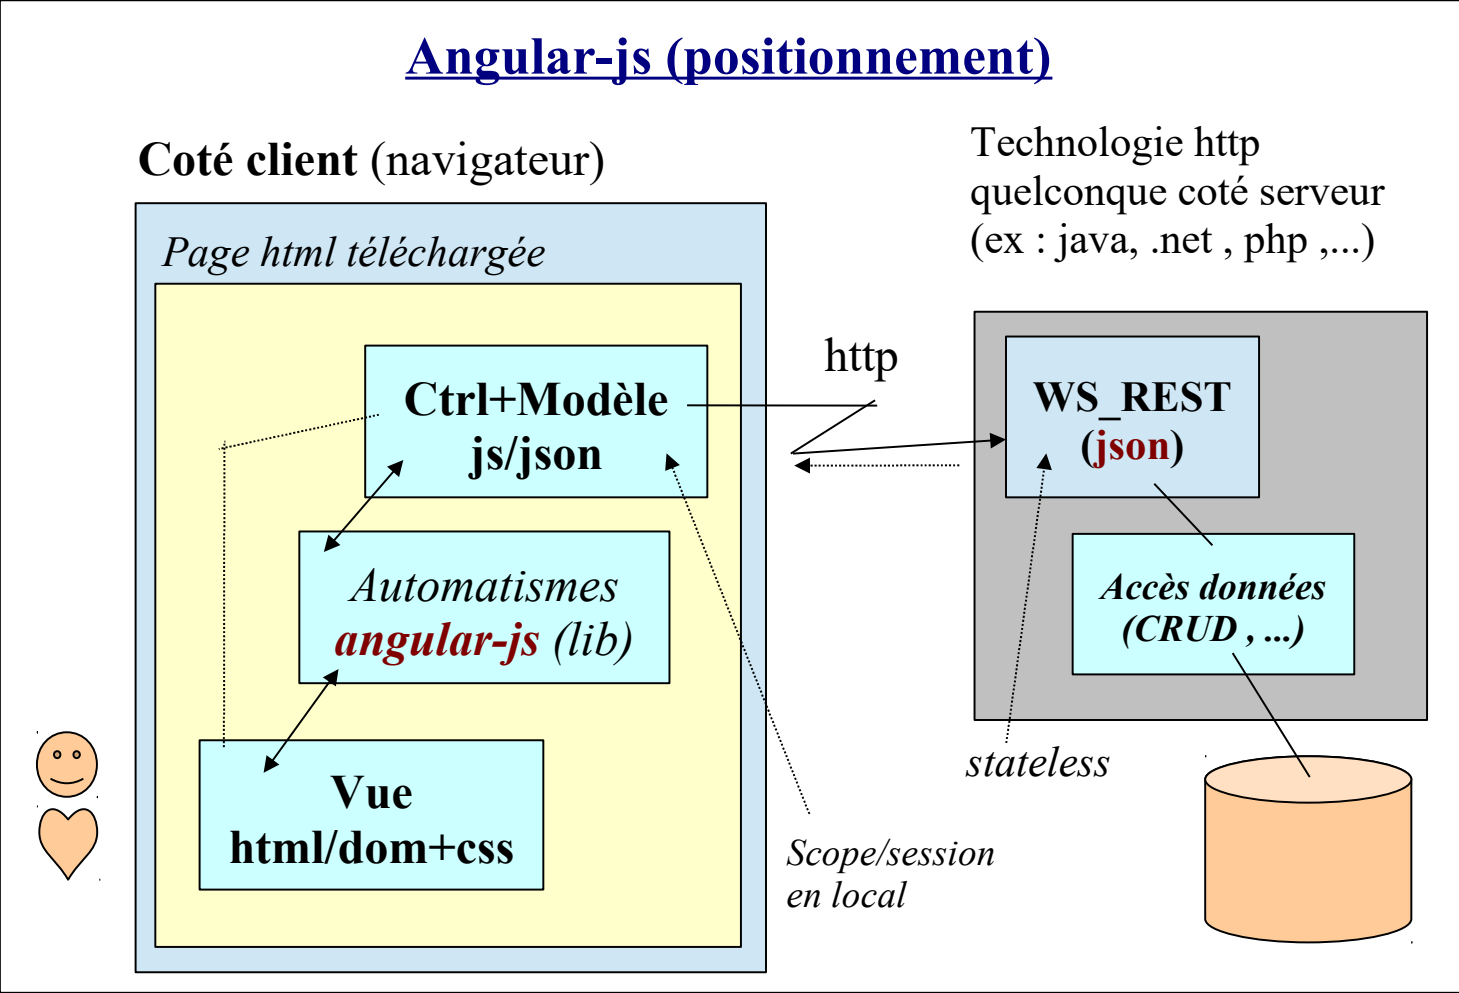 Angular-js (positionnement)
Coté client (navigateur)
Technologie http
quelconque coté serveur
(ex : java, .net , php ,...)
Page html téléchargée
http
Ctrl+Modèle
js/json
WS_REST
(json)
Automatismes
angular-js (lib)
Accès données
(CRUD , ...)
Vue
html/dom+css
stateless
Scope/session
en local